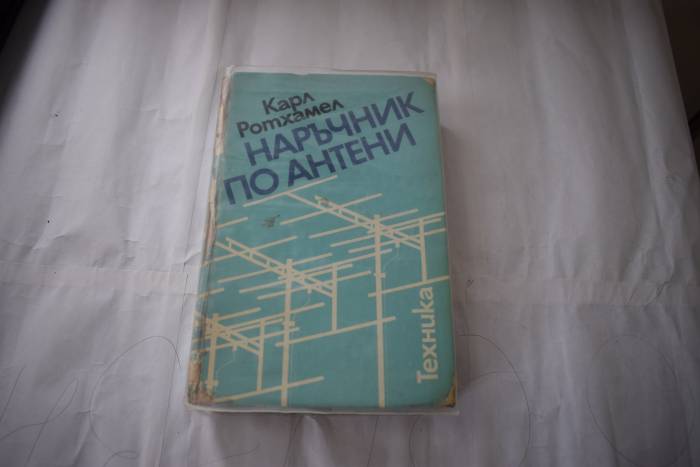 Карл
Ротхамел
НАРЪЧНИК
ПО АНТЕНИ
Техника